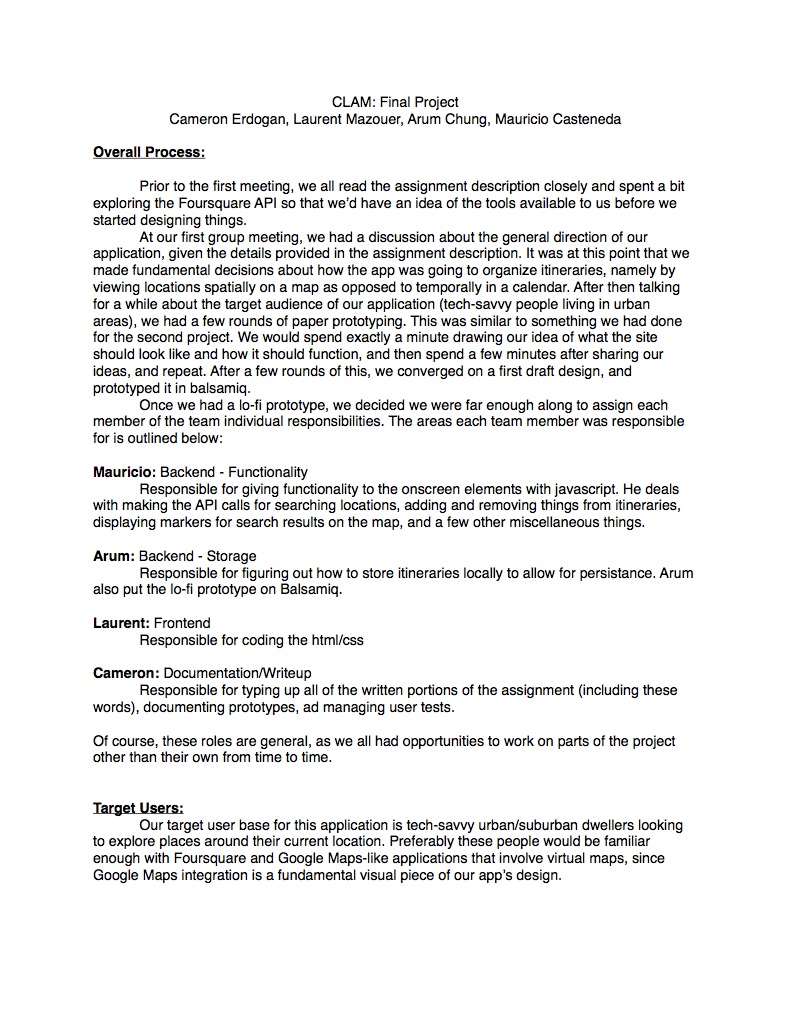 CLAM: Final Project
Cameron Erdogan, Laurent Mazouer, Arum Chung, Mauricio Casteneda
Overall Process:
Prior to the first meeting, we all read the assignment description closely and spent a bit
exploring the Foursquare API so that we'd have an idea of the tools available to us before we
started designing things.
At our first group meeting, we had a discussion about the general direction of our
application, given the details provided in the assignment description. It was at this point that we
made fundamental decisions about how the app was going to organize itineraries, namely by
viewing locations spatially on a map as opposed to temporally in a calendar. After then talking
for a while about the target audience of our application (tech-savvy people living in urban
areas), we had a few rounds of paper prototyping. This was similar to something we had done
for the second project. We would spend exactly a minute drawing our idea of what the site
should look like and how it should function, and then spend a few minutes after sharing our
ideas, and repeat. After a few rounds of this, we converged on a first draft design, and
prototyped it in balsamiq.
Once we had a lo-fi prototype, we decided we were far enough along to assign each
member of the team individual responsibilities. The areas each team member was responsible
for is outlined below:
Mauricio: Backend - Functionality
Responsible for giving functionality to the onscreen elements with javascript. He deals
with making the API calls for searching locations, adding and removing things from itineraries,
displaying markers for search results on the map, and a few other miscellaneous things.
Arum: Backend - Storage
Responsible for figuring out how to store itineraries locally to allow for persistance. Arum
also put the lo-fi prototype on Balsamiq.
Laurent: Frontend
Responsible for coding the html/css
Cameron: Documentation/Writeup
Responsible for typing up all of the written portions of the assignment (including these
words), documenting prototypes, ad managing user tests.
Of course, these roles are general, as we all had opportunities to work on parts of the project
other than their own from time to time.
Target Users:
Our target user base for this application is tech-savvy urban/suburban dwellers looking
to explore places around their current location. Preferably these people would be familiar
enough with Foursquare and Google Maps-like applications that involve virtual maps, since
Google Maps integration is a fundamental visual piece of our app's design.